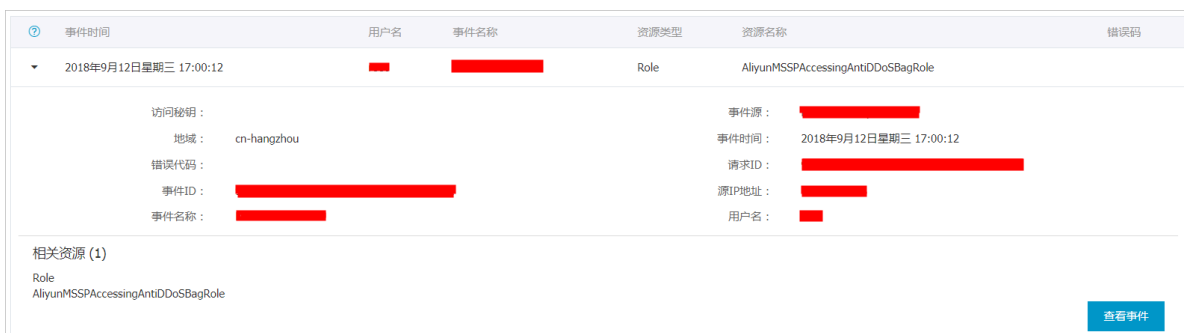 事件时间 用户名 事件名称 资源类型 资源名称 错误码
2018年9月12日星期三 17:00:12 Role AliyunMSSPAccessingAntiDDoSBagRole
访问秘钥： 事件源：
地域： cn-hangzhou 事件时间： 2018年9月12日星期三 17:00:12
错误代码： 请求ID：
事件ID： 源IP地址：
事件名称： 用户名：
相关资源 (1)
Role
AliyunMSSPAccessingAntiDDoSBagRole
查看事件